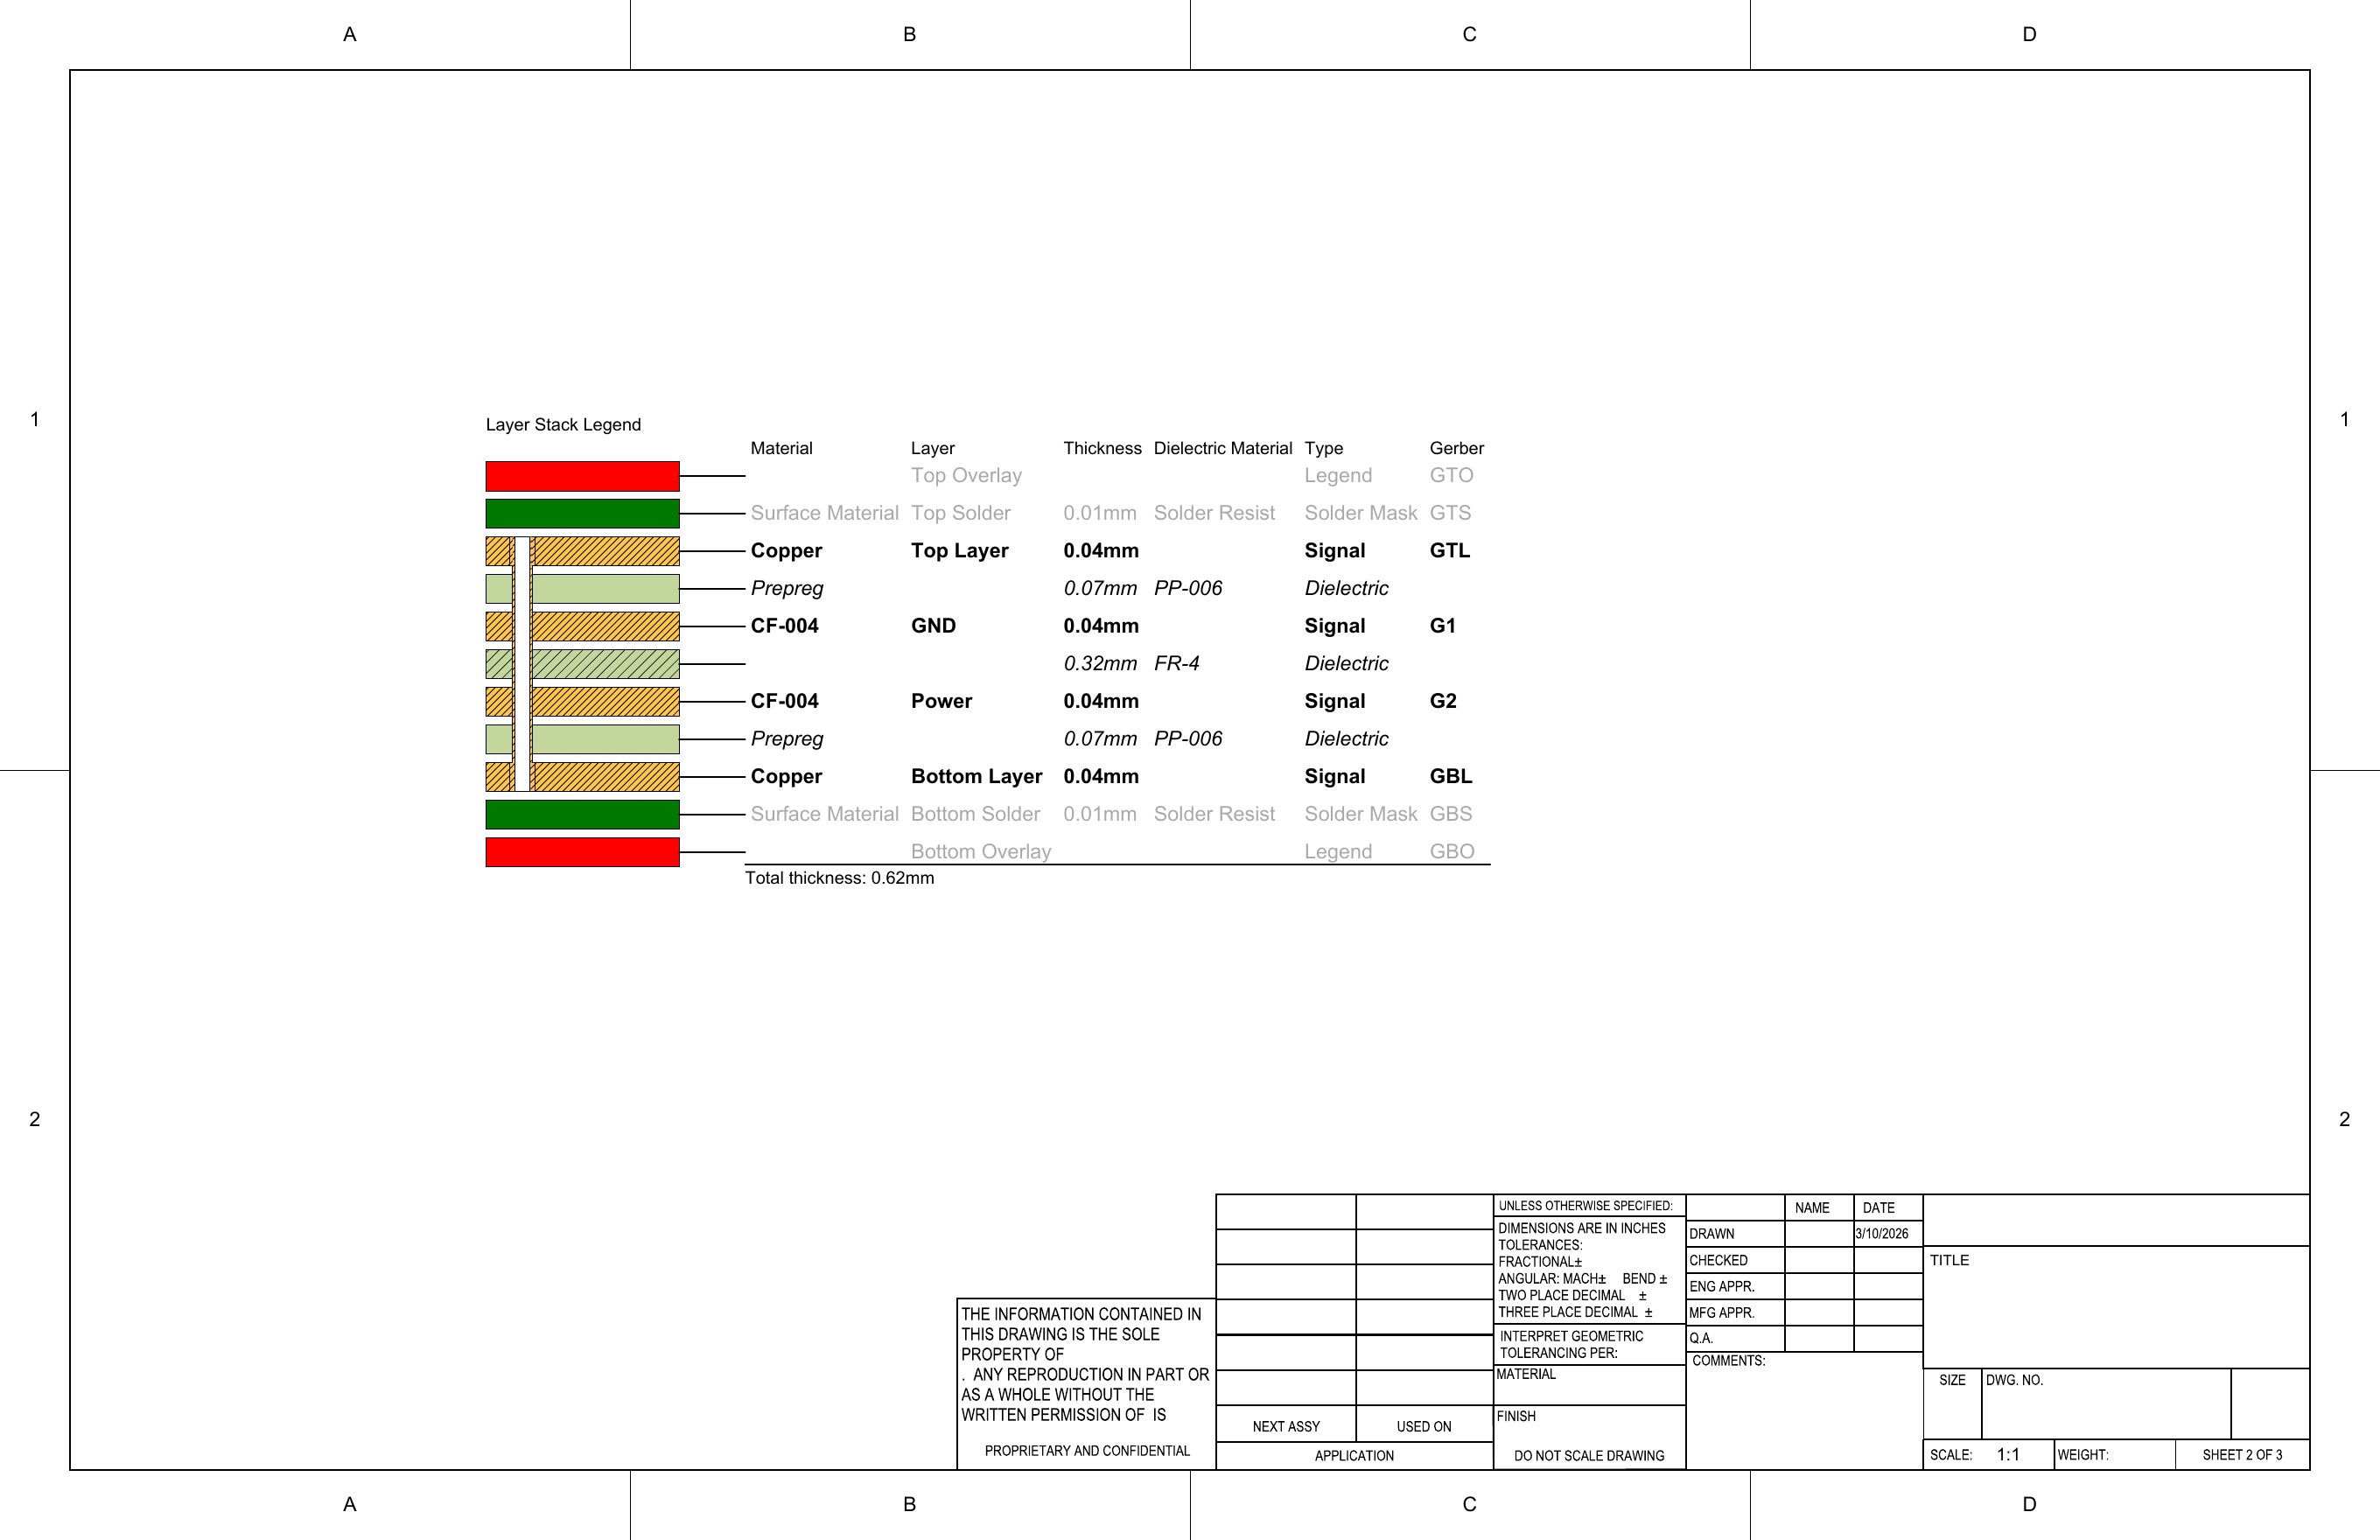 A B C D
1 1
Layer Stack Legend
Material Layer Thickness Dielectric Material Type Gerber
Top Overlay Legend GTO
Surface Material Top Solder 0.01mm Solder Resist Solder Mask GTS
Copper Top Layer 0.04mm Signal GTL
Prepreg 0.07mm PP-006 Dielectric
CF-004 GND 0.04mm Signal G1
0.32mm FR-4 Dielectric
CF-004 Power 0.04mm Signal G2
Prepreg 0.07mm PP-006 Dielectric
Copper Bottom Layer 0.04mm Signal GBL
Surface Material Bottom Solder 0.01mm Solder Resist Solder Mask GBS
Bottom Overlay Legend GBO
Total thickness: 0.62mm
2 2
THE INFORMATION CONTAINED IN
THIS DRAWING IS THE SOLE
PROPERTY OF
. ANY REPRODUCTION IN PART OR
AS A WHOLE WITHOUT THE
WRITTEN PERMISSION OF IS
PROPRIETARY AND CONFIDENTIAL
NEXT ASSY USED ON
APPLICATION
UNLESS OTHERWISE SPECIFIED:
DIMENSIONS ARE IN INCHES
TOLERANCES:
FRACTIONAL±
ANGULAR: MACH± BEND ±
TWO PLACE DECIMAL ±
THREE PLACE DECIMAL ±
INTERPRET GEOMETRIC
TOLERANCING PER:
MATERIAL
FINISH
DO NOT SCALE DRAWING
NAME DATE
DRAWN 3/10/2026
CHECKED
ENG APPR.
MFG APPR.
Q.A.
COMMENTS:
TITLE
SIZE DWG. NO.
SCALE: 1:1 WEIGHT: SHEET 2 OF 3
A B C D